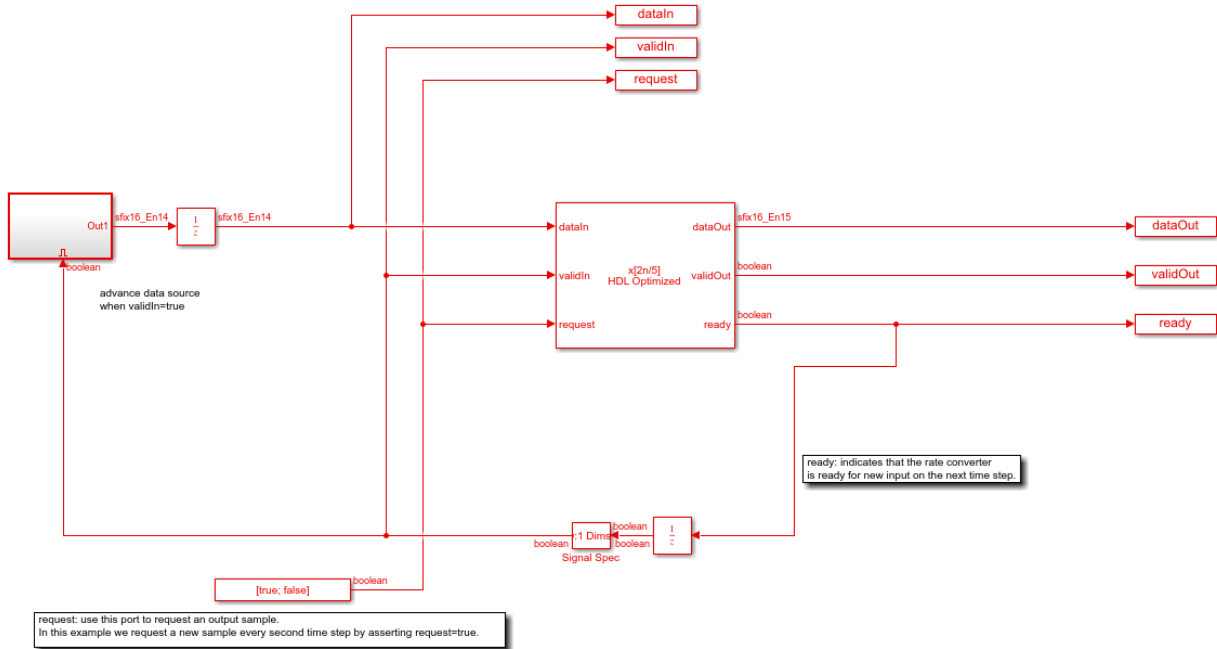 dataIn
validIn
request
Out1
sfix16_En14
1
z
sfix16_En14
boolean
advance data source
when validIn=true
dataIn
validIn
request
x[2n/5]
HDL Optimized
dataOut
validOut
ready
sfix16_En15
boolean
boolean
dataOut
validOut
ready
ready: indicates that the rate converter
is ready for new input on the next time step.
boolean
:1 Dims
boolean
boolean
1
z
Signal Spec
[true; false]
boolean
request: use this port to request an output sample.
In this example we request a new sample every second time step by asserting request=true.